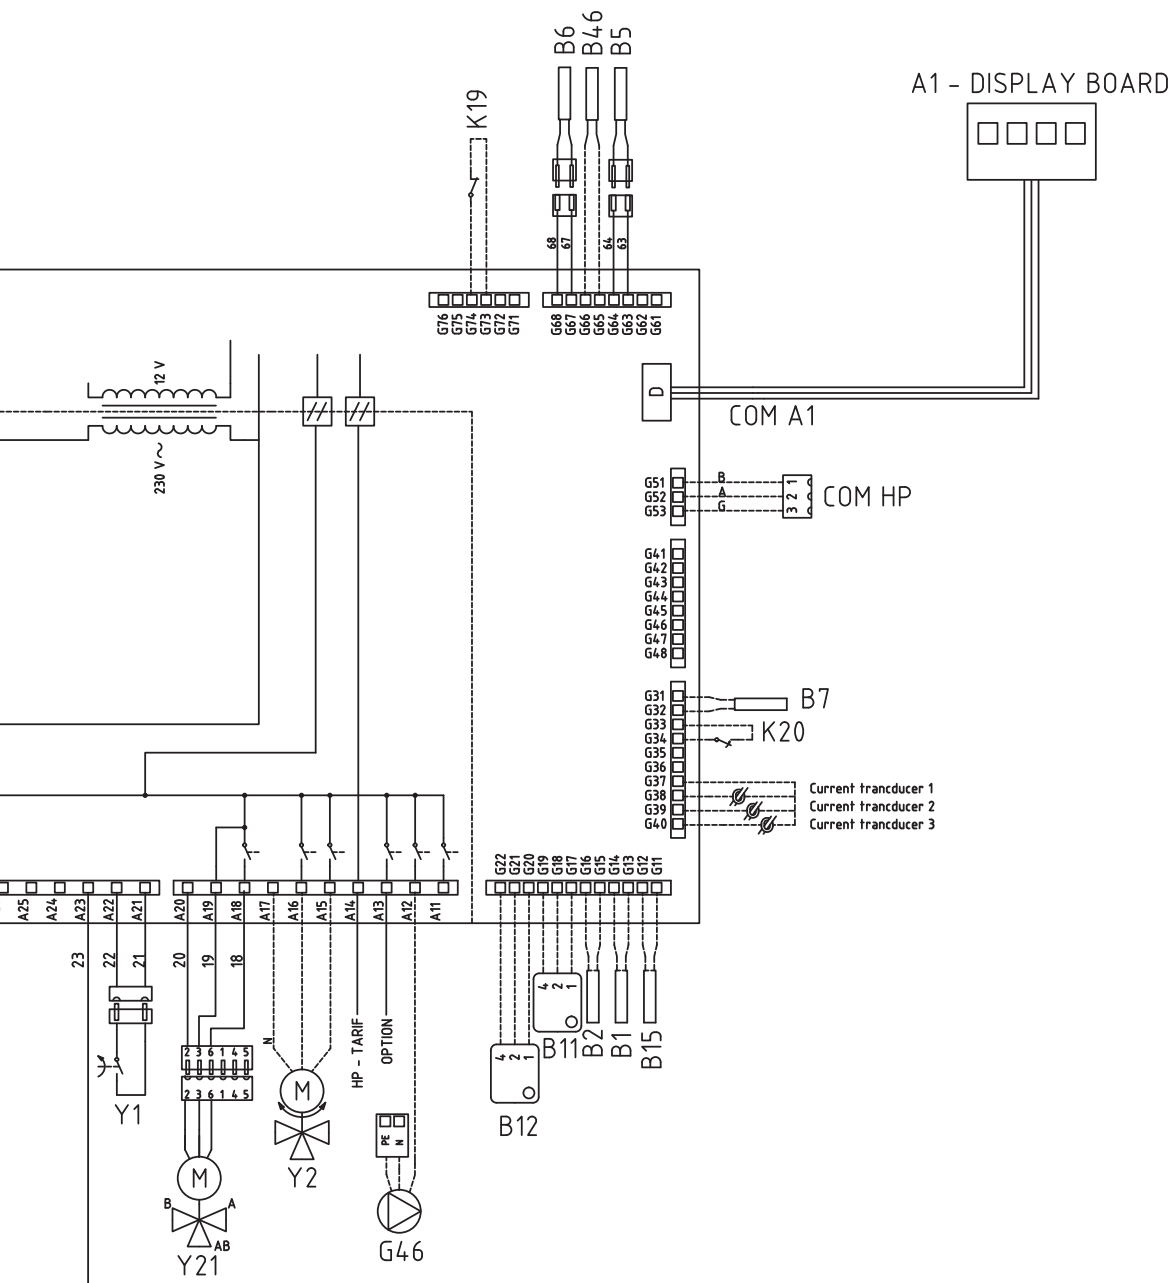 B6
B46
B5
K19
A1 - DISPLAY BOARD
68
67
64
63
G76
G75
G74
G73
G72
G71
G68
G67
G66
G65
G64
G63
G62
G61
12 V
230 V ~
D
COM A1
G51
G52
G53
B
A
G
1
2
3
COM HP
G41
G42
G43
G44
G45
G46
G47
G48
G31
G32
G33
G34
G35
G36
G37
G38
G39
G40
B7
K20
Current trancducer 1
Current trancducer 2
Current trancducer 3
G22
G21
G20
G19
G18
G17
G16
G15
G14
G13
G12
G11
A25
A24
A23
A22
A21
A20
A19
A18
A17
A16
A15
A14
A13
A12
A11
23
22
21
20
19
18
N
HP - TARIF
OPTION
4 2 1
B11
B2
B1
B15
4 2 1
B12
2 3 6 1 4 5
2 3 6 1 4 5
Y1
M
Y2
PE
N
G46
M
B
A
AB
Y21